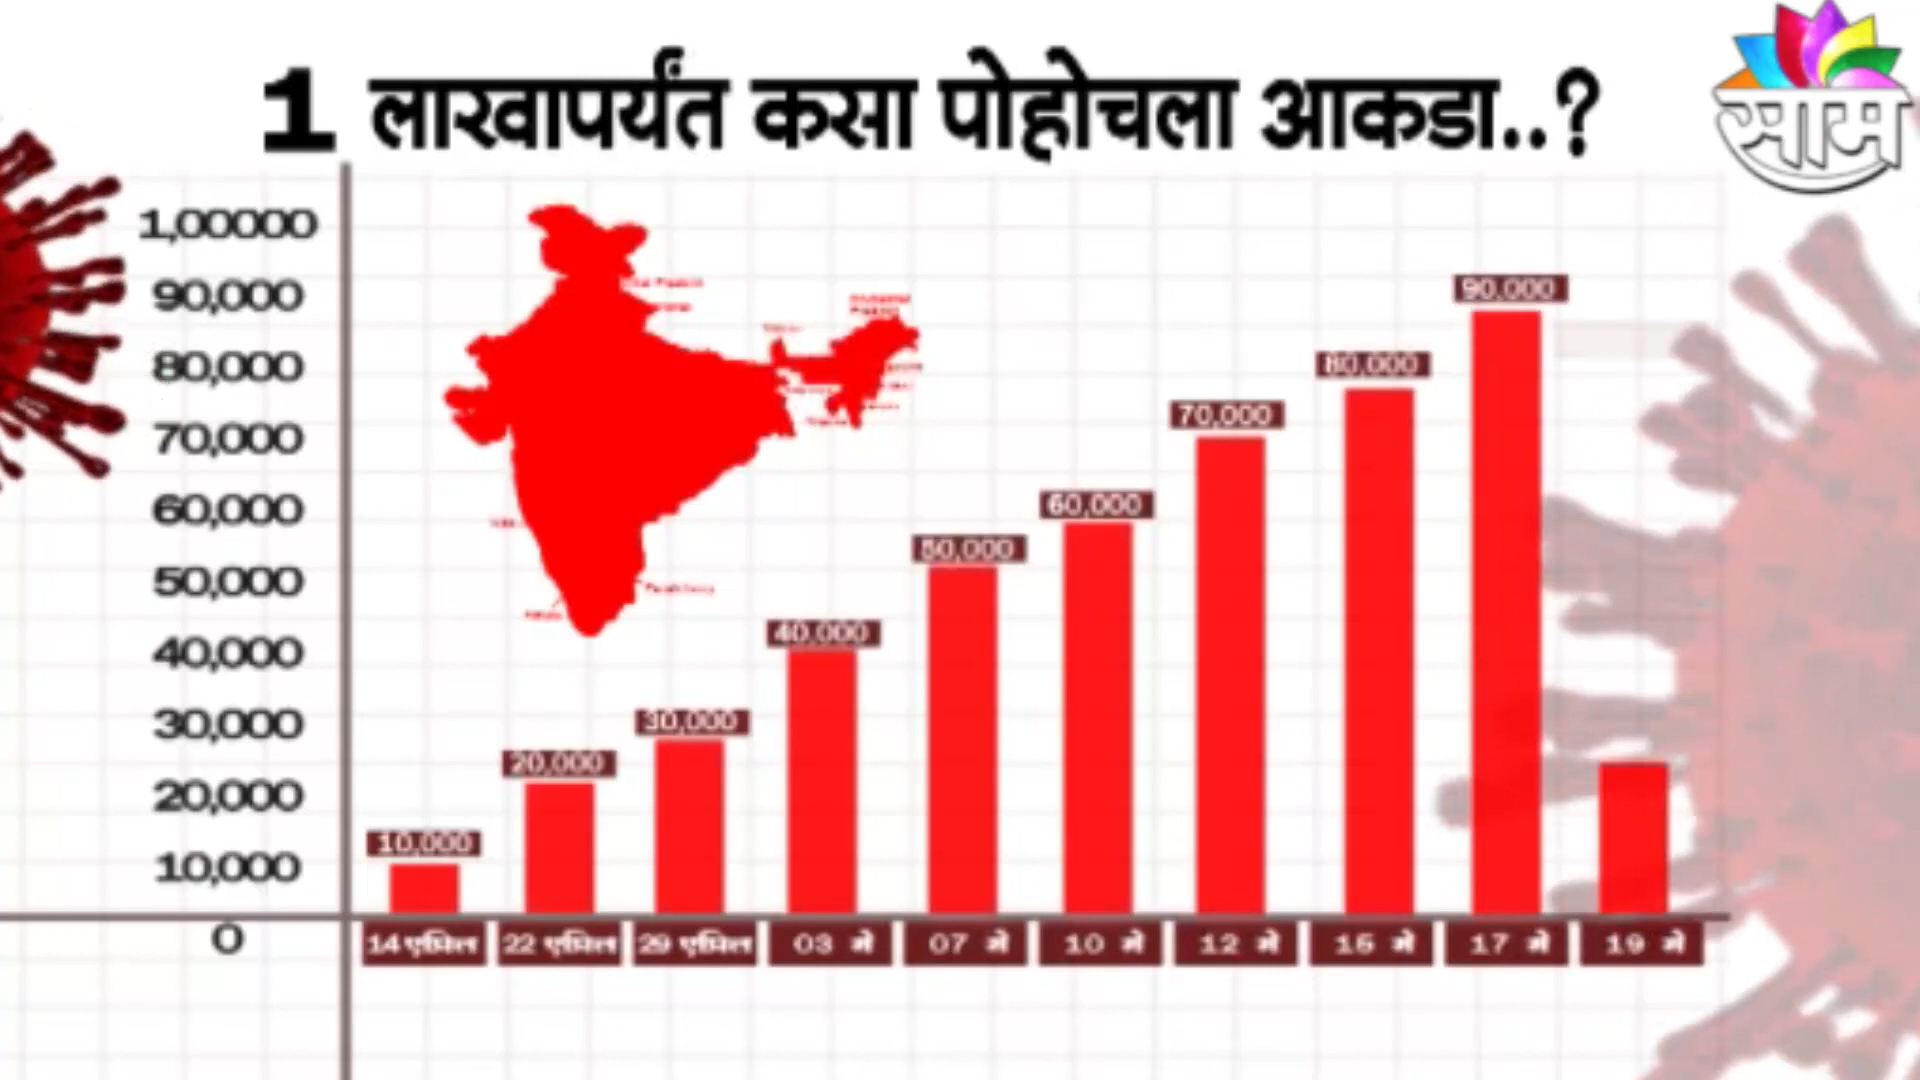 1 लाखापर्यंत कसा पोहोचला आकडा..?
साम
1,00000
90,000
80,000
70,000
60,000
50,000
40,000
30,000
20,000
10,000
0
10,000
20,000
30,000
40,000
50,000
60,000
70,000
80,000
90,000
14 एप्रिल
22 एप्रिल
29 एप्रिल
03 मे
07 मे
10 मे
12 मे
15 मे
17 मे
19 मे